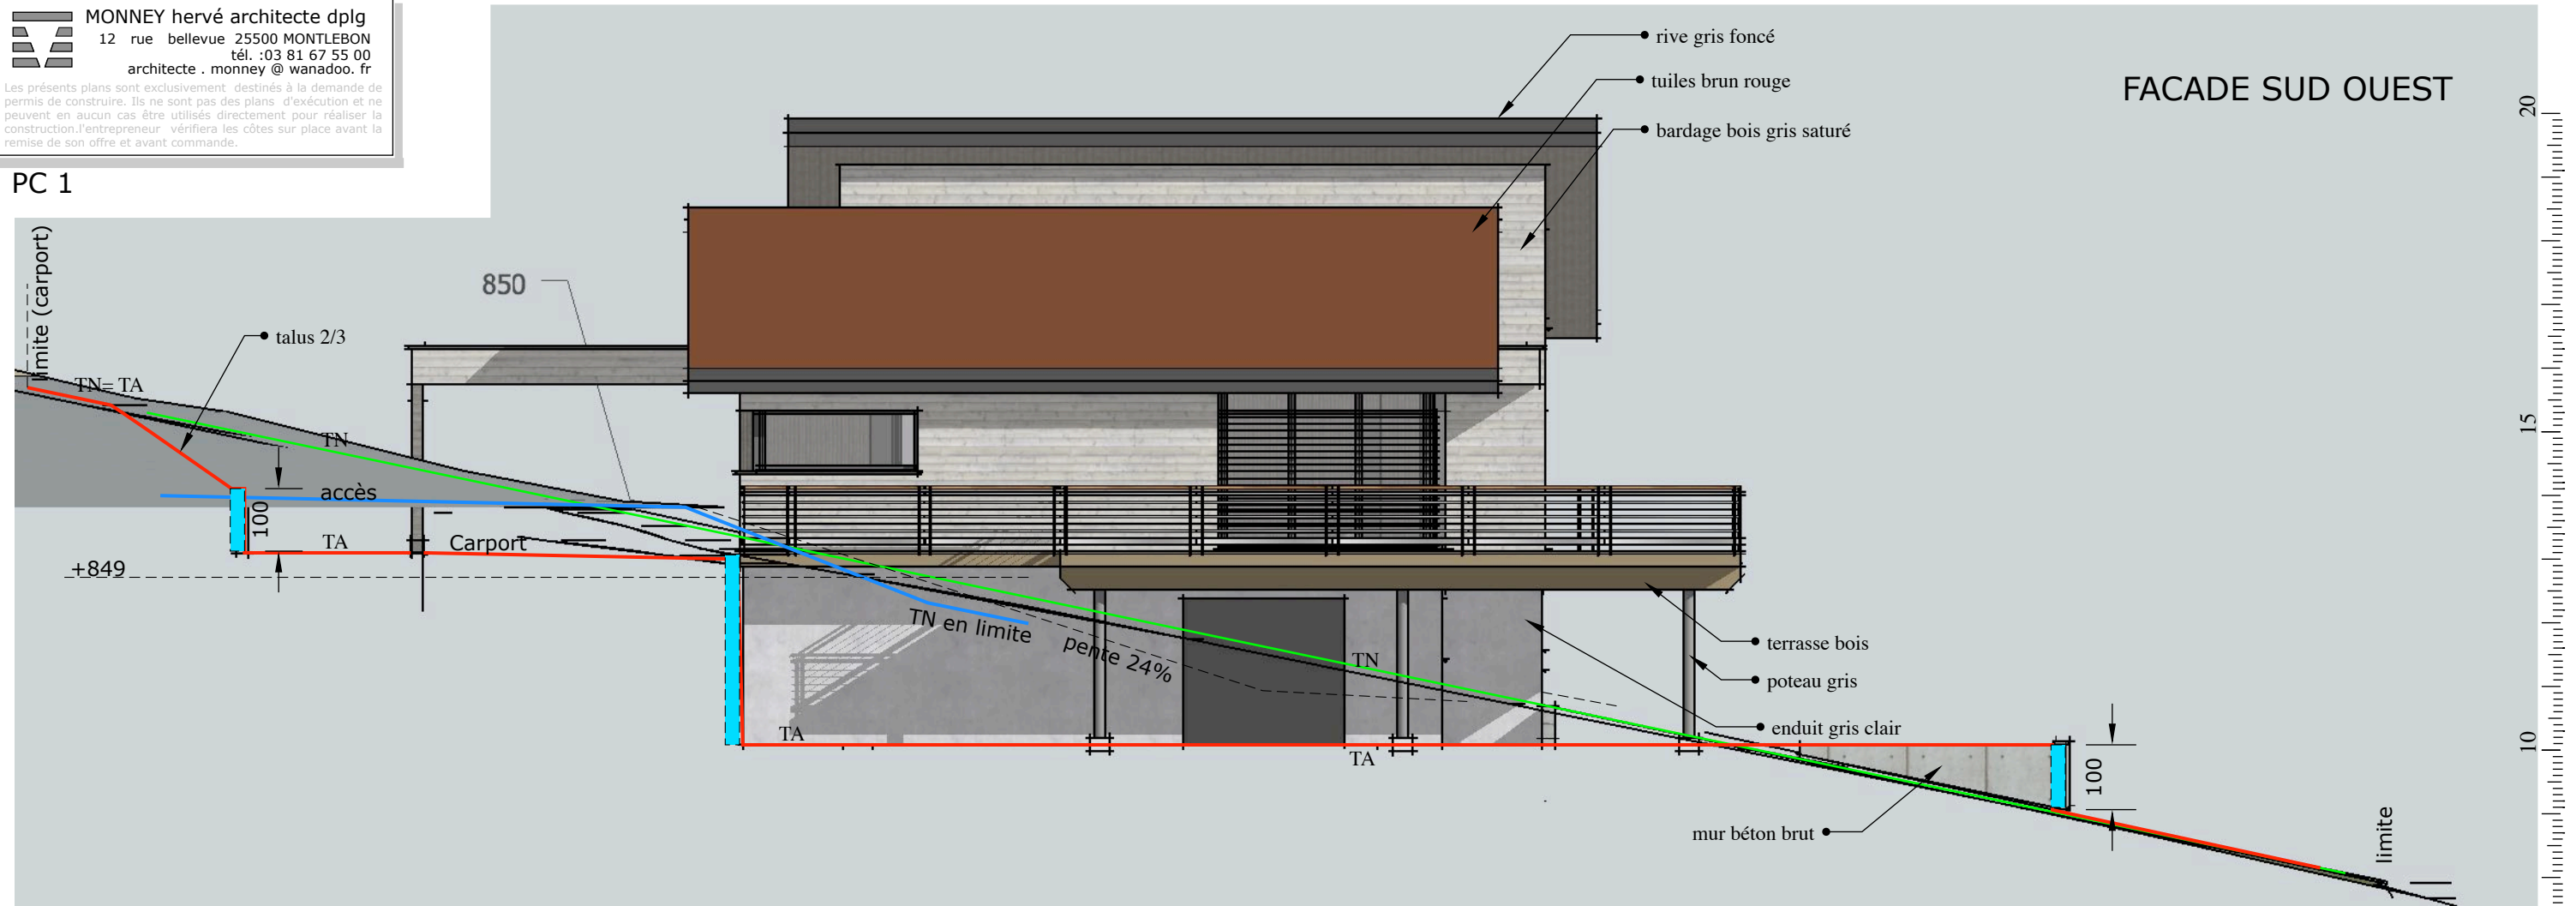 MONNEY hervé architecte dplg
12 rue bellevue 25500 MONTLEBON
tél. :03 81 67 55 00
architecte . monney @ wanadoo. fr
Les présents plans sont exclusivement destinés à la demande de
permis de construire. Ils ne sont pas des plans d'exécution et ne
peuvent en aucun cas être utilisés directement pour réaliser la
construction.l'entrepreneur vérifiera les côtes sur place avant la
remise de son offre et avant commande.
PC 1
FACADE SUD OUEST
rive gris foncé
tuiles brun rouge
bardage bois gris saturé
20
15
10
limite (carport)
850
talus 2/3
TN= TA
TN
accès
100
TA
Carport
+849
TN en limite
pente 24%
TN
TA
TA
terrasse bois
poteau gris
enduit gris clair
100
mur béton brut
limite